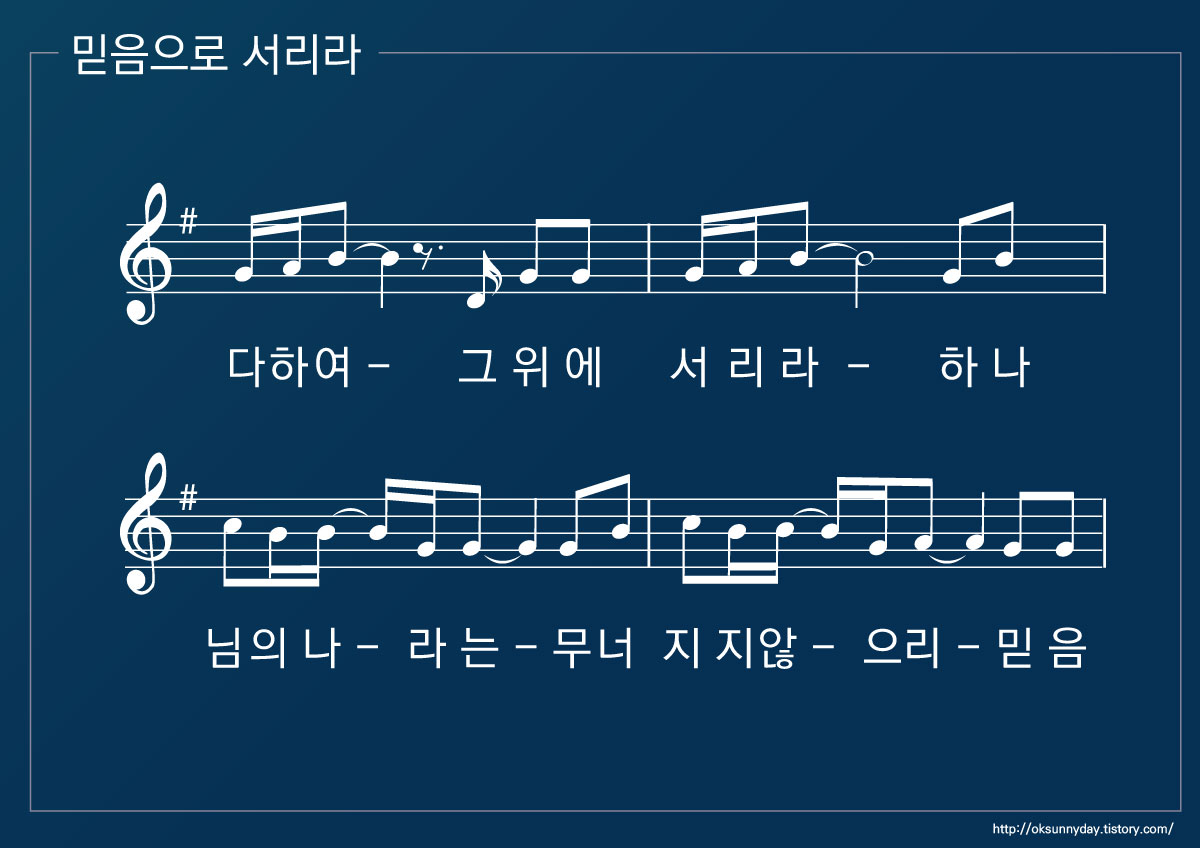 믿음으로 서리라
다하여 – 그 위 에 서 리 라 – 하 나
님의 나 – 라 는 – 무너 지 지않 – 으리 – 믿 음
http://oksunnyday.tistory.com/